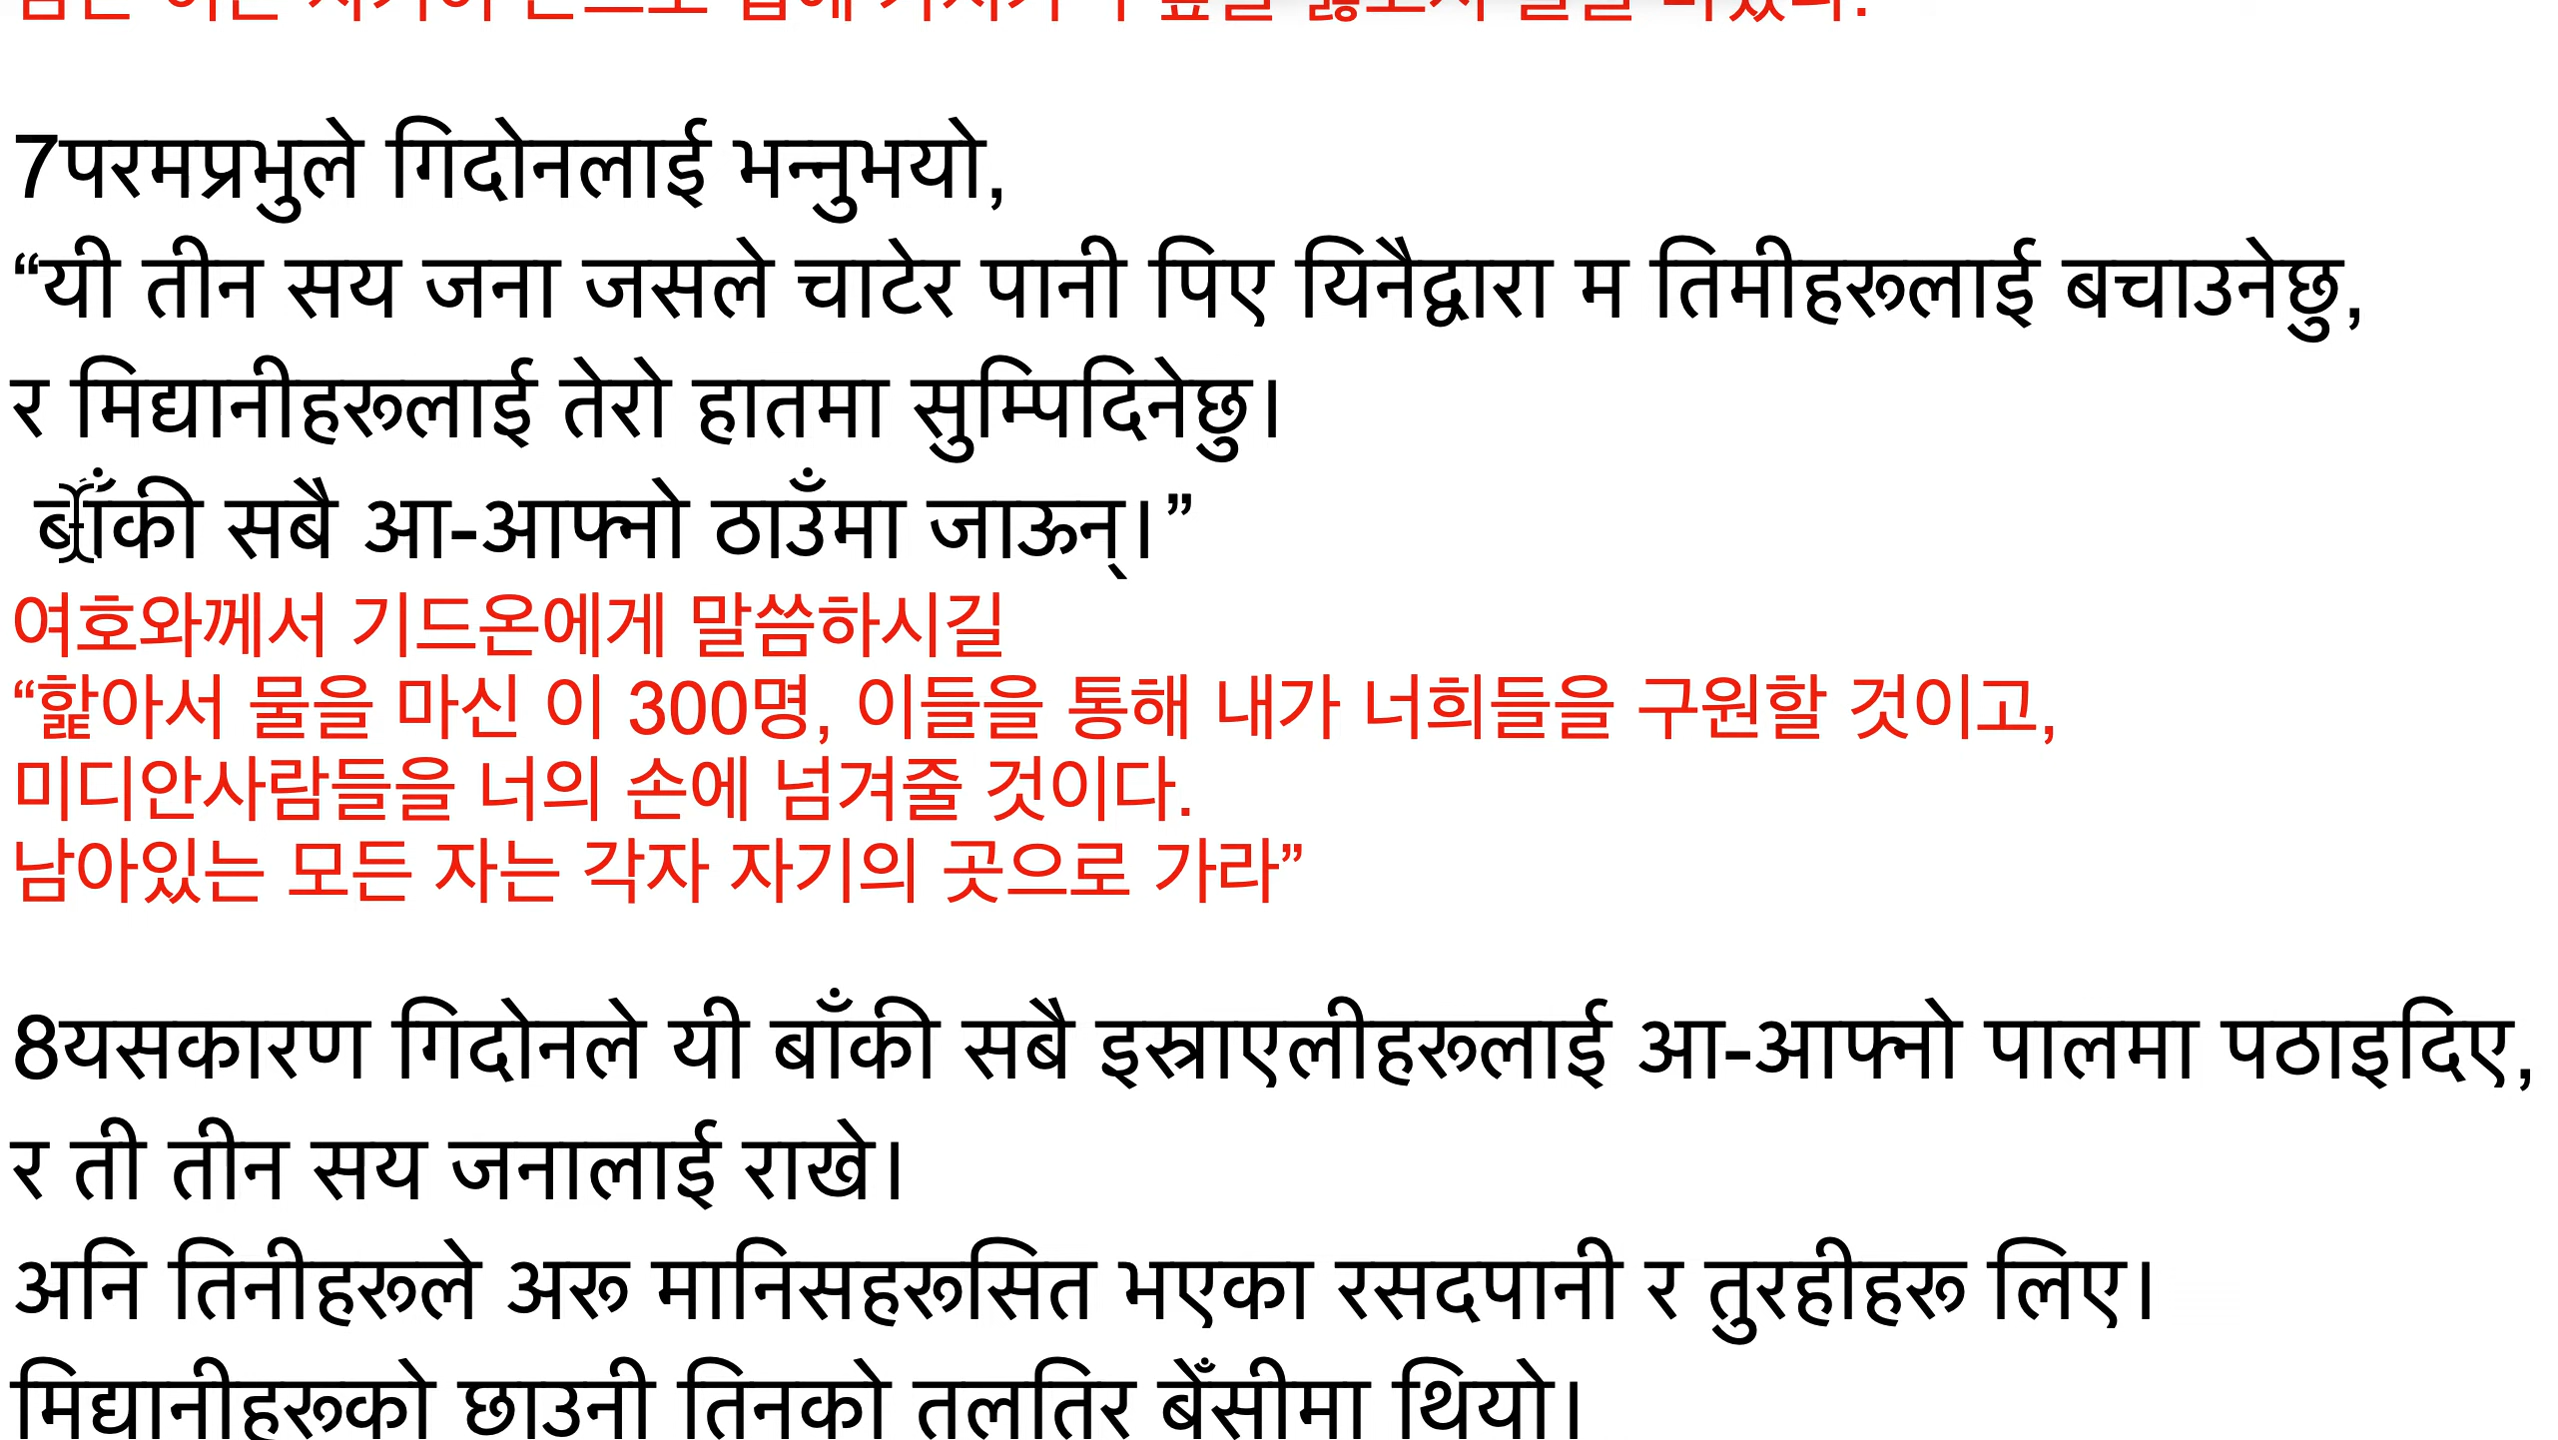 7परमप्रभुले गिदोनलाई भन्नुभयो,
“यी तीन सय जना जसले चाटेर पानी पिए यिनैद्वारा म तिमीहरूलाई बचाउनेछु,
र मिद्यानीहरूलाई तेरो हातमा सुम्पिदिनेछु।
बाँकी सबै आ-आफ्नो ठाउँमा जाऊन्।”
여호와께서 기드온에게 말씀하시길
“핥아서 물을 마신 이 300명, 이들을 통해 내가 너희들을 구원할 것이고,
미디안사람들을 너의 손에 넘겨줄 것이다.
남아있는 모든 자는 각자 자기의 곳으로 가라”
8यसकारण गिदोनले यी बाँकी सबै इस्राएलीहरूलाई आ-आफ्नो पालमा पठाइदिए,
र ती तीन सय जनालाई राखे।
अनि तिनीहरूले अरू मानिसहरूसित भएका रसदपानी र तुरहीहरू लिए।
मिद्यानीहरूको छाउनी तिनको तलतिर बेँसीमा थियो।